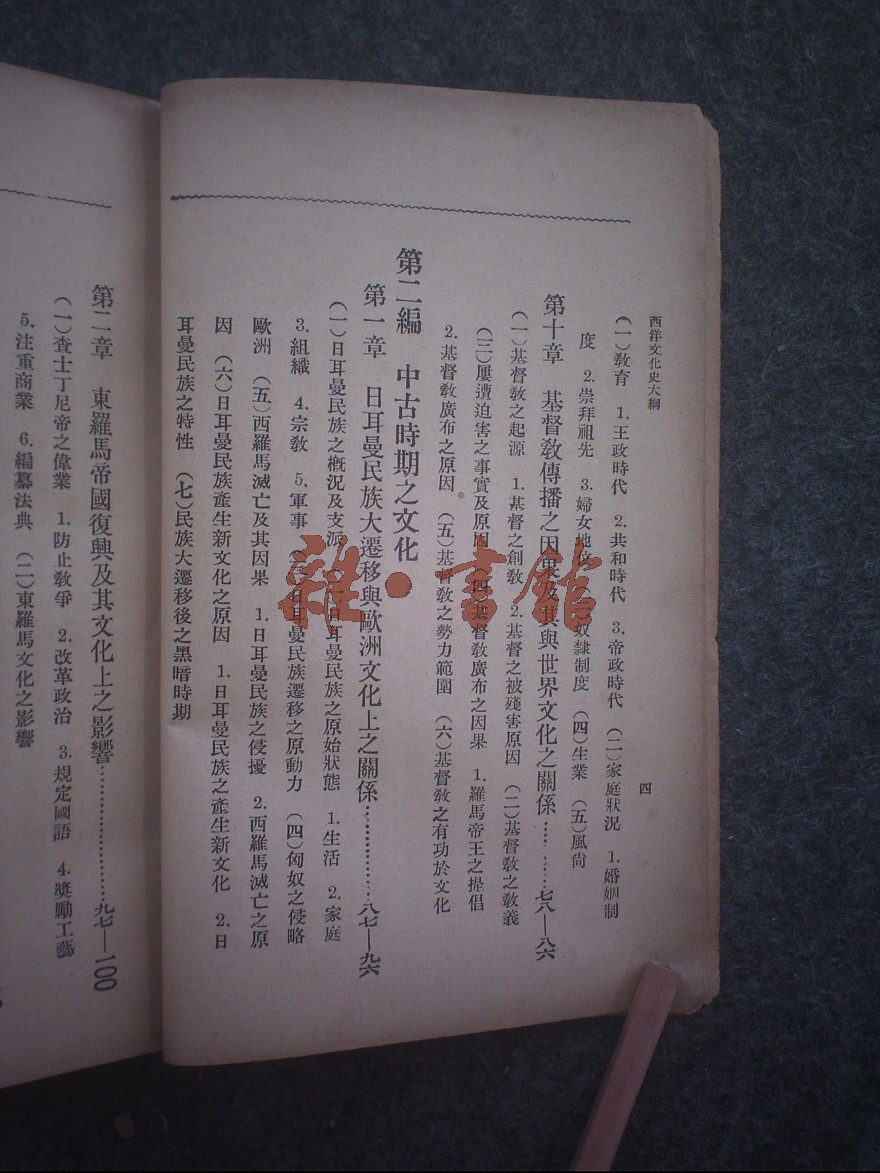 西洋文化史大綱
四
(一)教育 1.王政時代 2.共和時代 3.帝政時代 (二)家庭狀況 1.婚姻制
度 2.崇拜祖先 3.婦女地位 奴隸制度 (四)生業 (五)風尙
第十章 基督敎傳播之因果及其與世界文化之關係……七八—八六
(一)基督敎之起源 1.基督之創敎 2.基督之被殘害原因 (二)基督敎之敎義
(三)屢遭迫害之事實及原因 (四)基督敎廣布之因果 1.羅馬帝王之提倡
2.基督敎廣布之原因 (五)基督敎之勢力範圍 (六)基督敎之有功於文化
第二編 中古時期之文化
第一章 日耳曼民族大遷移與歐洲文化上之關係……八七—九六
(一)日耳曼民族之概況及支派 日耳曼民族之原始狀態 1.生活 2.家庭
3.組織 4.宗敎 5.軍事 日耳曼民族遷移之原動力 (四)匈奴之侵略
歐洲 (五)西羅馬滅亡及其因果 1.日耳曼民族之侵擾 2.西羅馬滅亡之原
因 (六)日耳曼民族產生新文化之原因 1.日耳曼民族之產生新文化 2.日
耳曼民族之特性 (七)民族大遷移後之黑暗時期
第二章 東羅馬帝國復興及其文化上之影響……九七—100
(一)查士丁尼帝之偉業 1.防止敎爭 2.改革政治 3.規定國語 4.獎勵工藝
5.注重商業 6.編纂法典 (二)東羅馬文化之影響
雜·書館